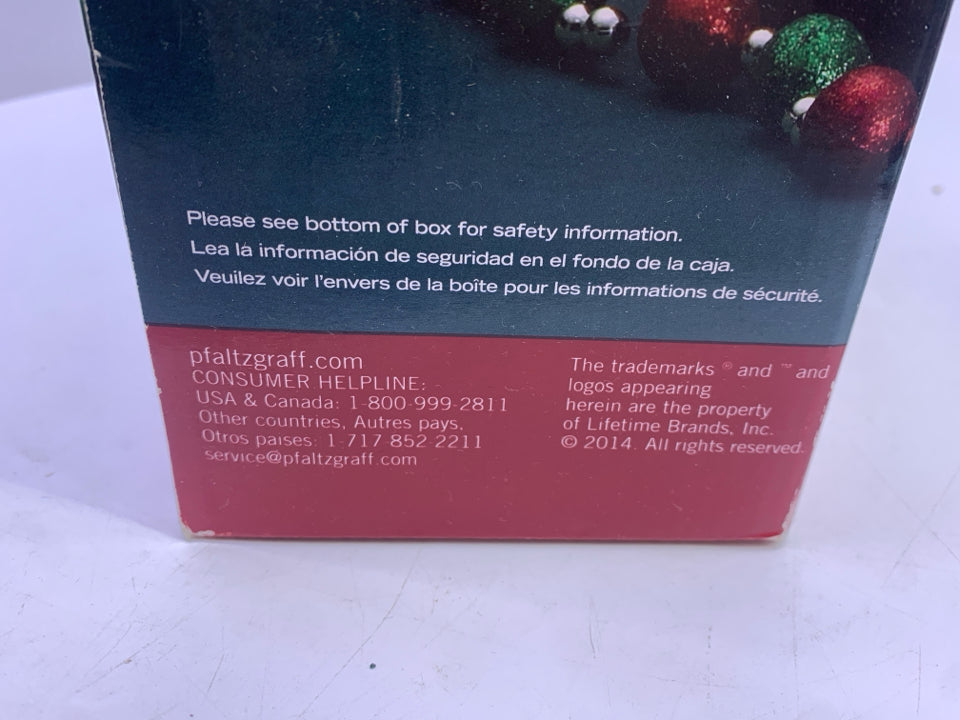 Please see bottom of box for safety information.
Lea la información de seguridad en el fondo de la caja.
Veuilez voir l'envers de la boîte pour les informations de sécurité.
pfaltzgraff.com
CONSUMER HELPLINE:
USA & Canada: 1-800-999-2811
Other countries, Autres pays,
Otros paises: 1-717-852-2211
service@pfaltzgraff.com
The trademarks ® and ™ and
logos appearing
herein are the property
of Lifetime Brands, Inc.
© 2014. All rights reserved.